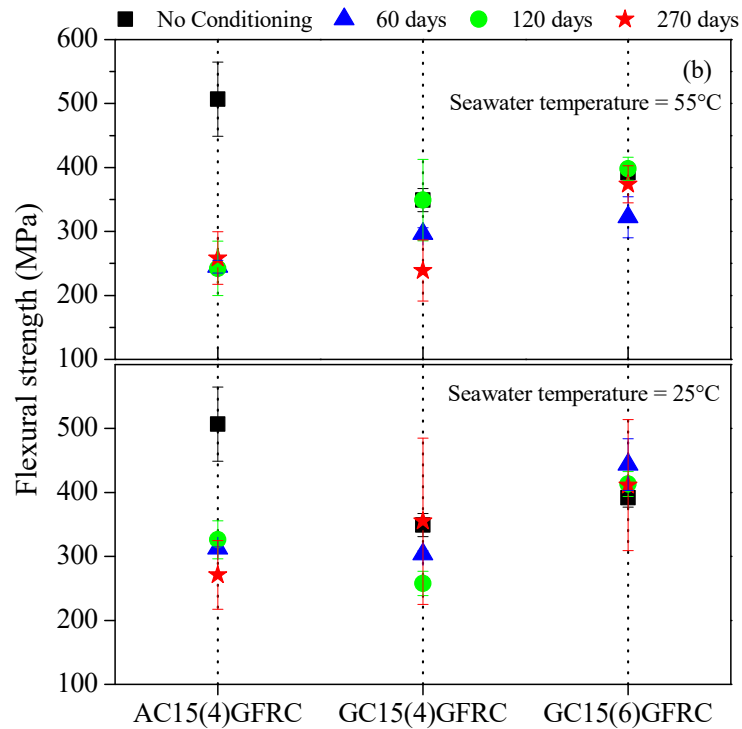 No Conditioning 60 days 120 days 270 days
(b)
Seawater temperature = 55°C
600
500
400
300
200
100
Flexural strength (MPa)
Seawater temperature = 25°C
500
400
300
200
100
AC15(4)GFRC GC15(4)GFRC GC15(6)GFRC